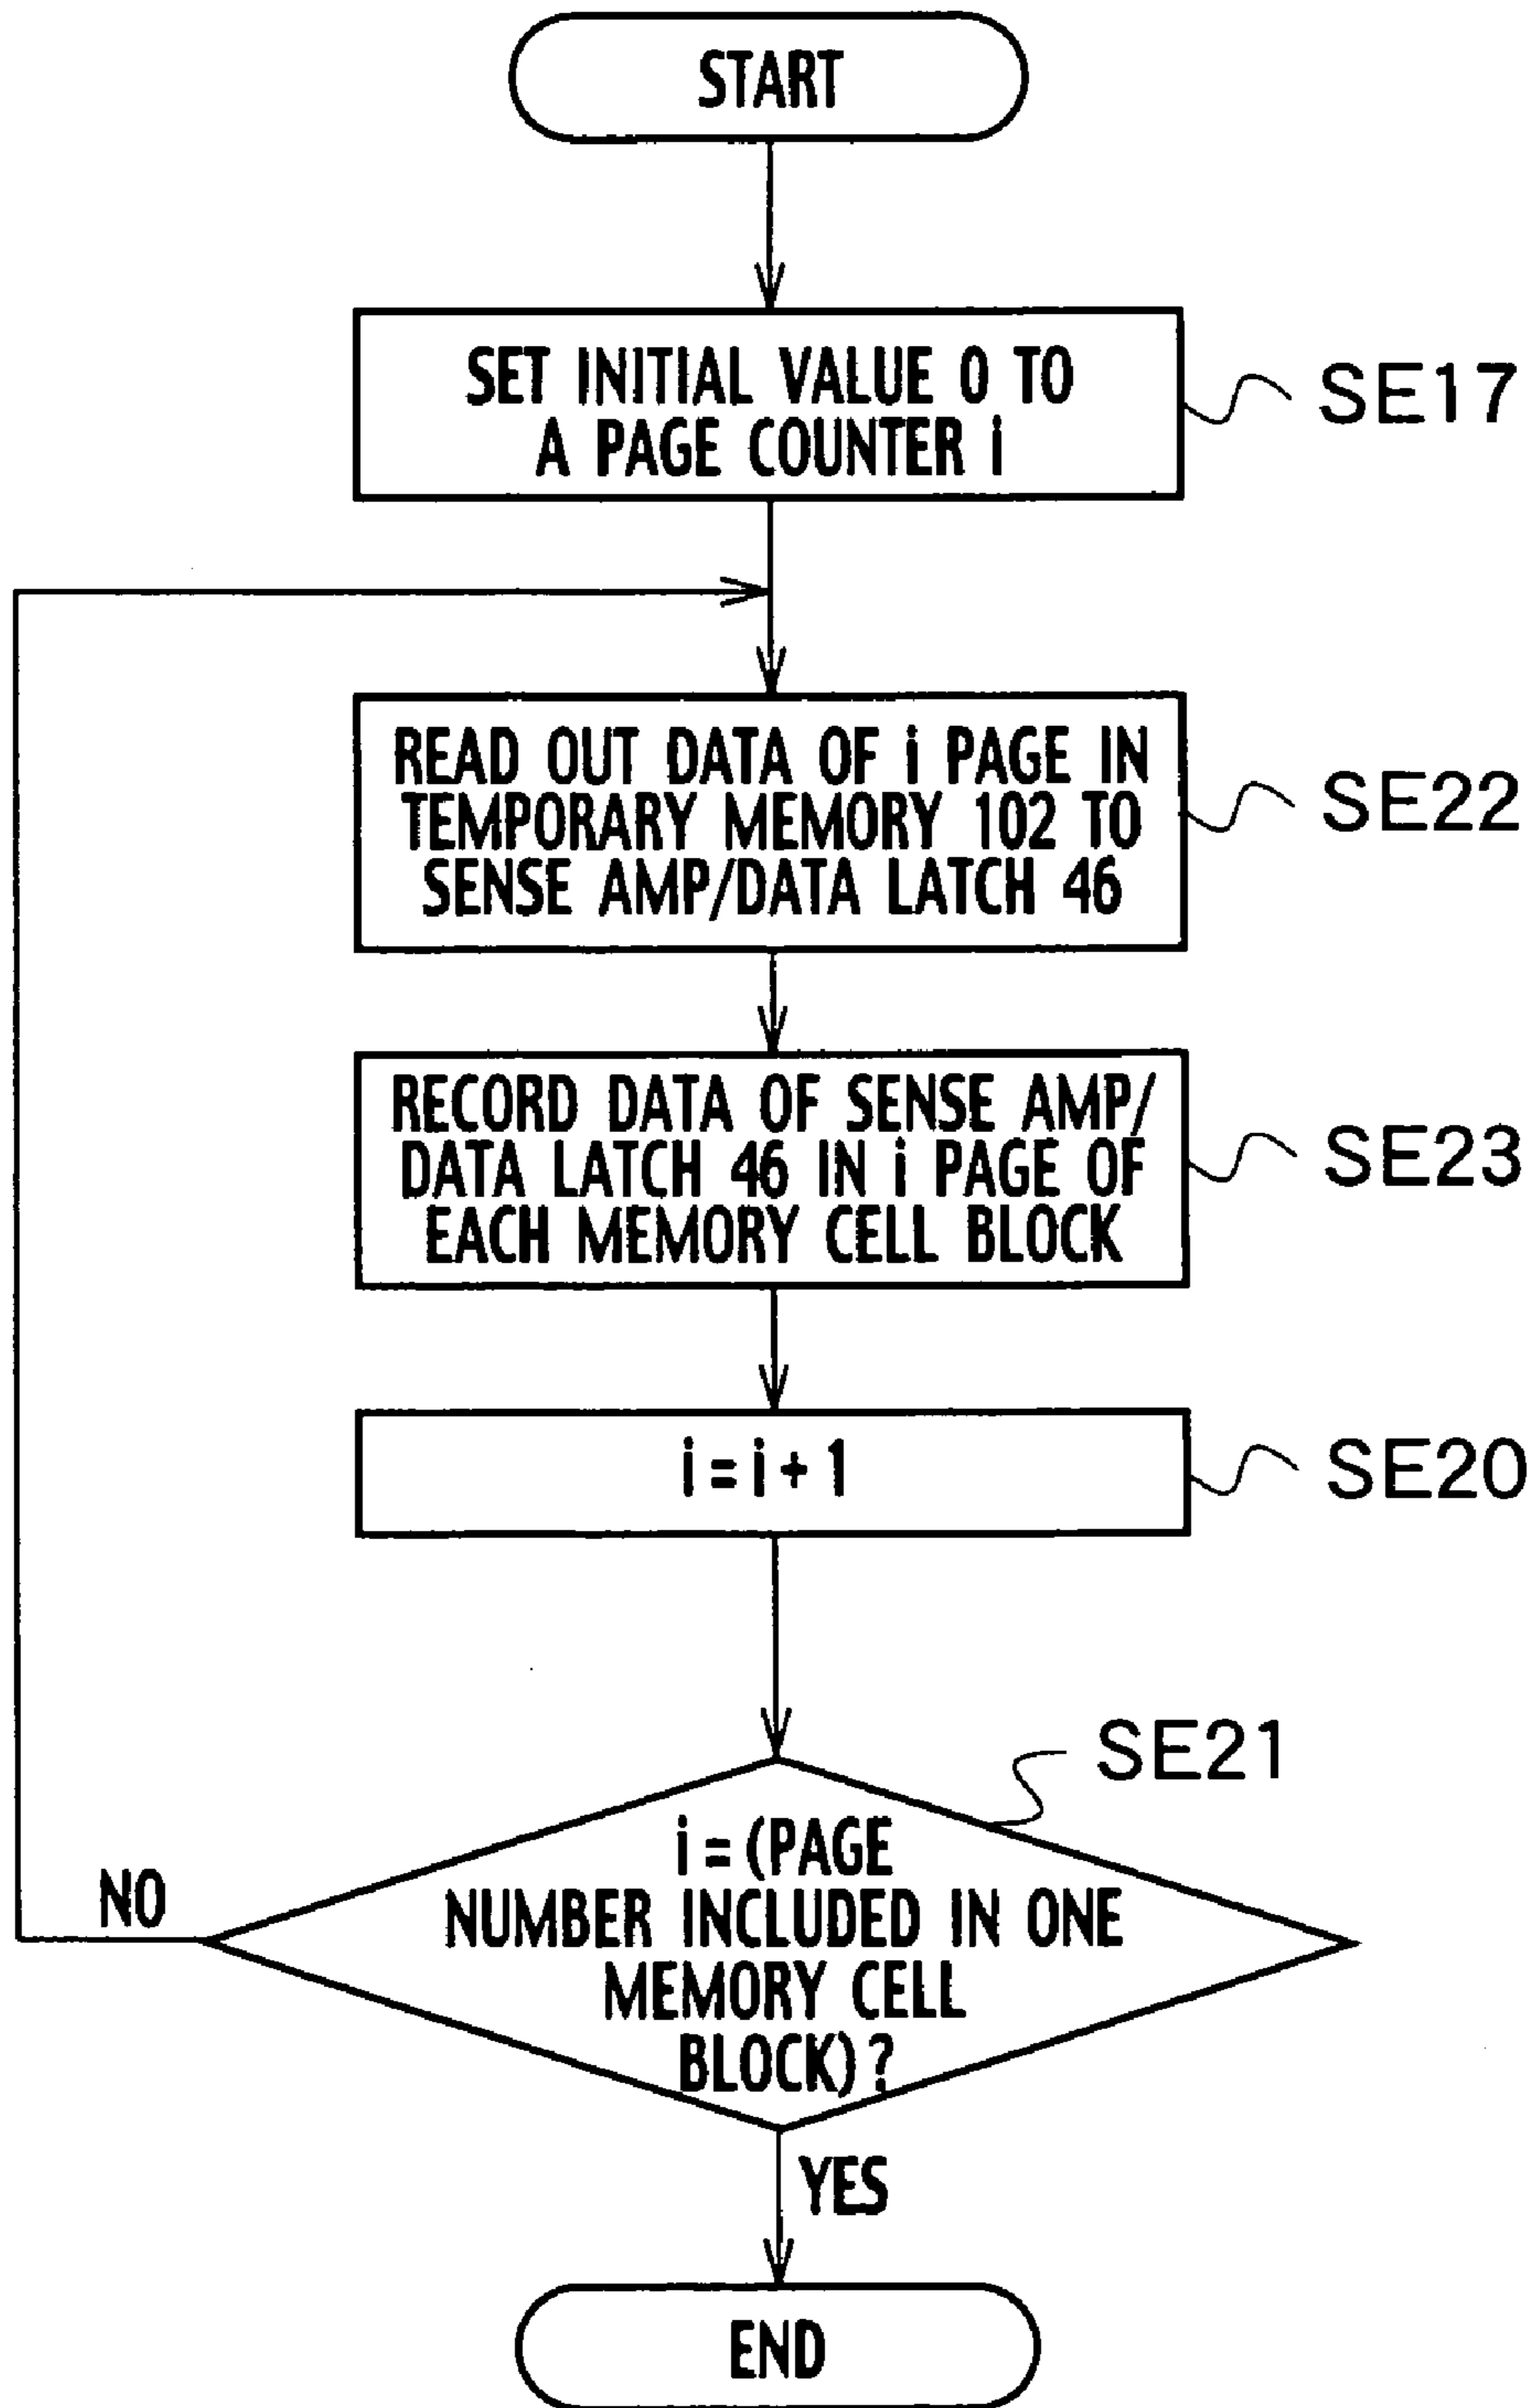 START
SET INITIAL VALUE 0 TO
A PAGE COUNTER i
SE17
READ OUT DATA OF i PAGE IN
TEMPORARY MEMORY 102 TO
SENSE AMP/DATA LATCH 46
SE22
RECORD DATA OF SENSE AMP/
DATA LATCH 46 IN i PAGE OF
EACH MEMORY CELL BLOCK
SE23
i=i+1
SE20
SE21
i=(PAGE
NUMBER INCLUDED IN ONE
MEMORY CELL
BLOCK)?
NO
YES
END